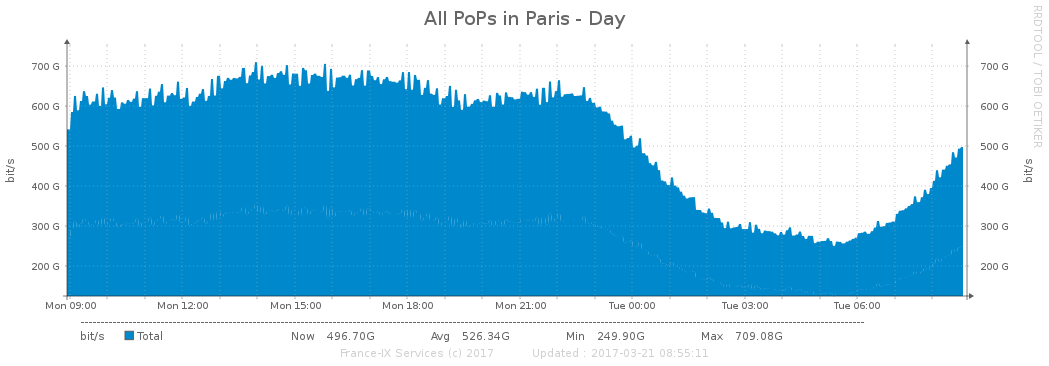 All PoPs in Paris - Day
RRDTOOL / TOBI OETIKER
bit/s
bit/s
700 G 700 G
600 G 600 G
500 G 500 G
400 G 400 G
300 G 300 G
200 G 200 G
Mon 09:00 Mon 12:00 Mon 15:00 Mon 18:00 Mon 21:00 Tue 00:00 Tue 03:00 Tue 06:00
bit/s Total Now 496.70G Avg 526.34G Min 249.90G Max 709.08G
France-IX Services (c) 2017 Updated : 2017-03-21 08:55:11